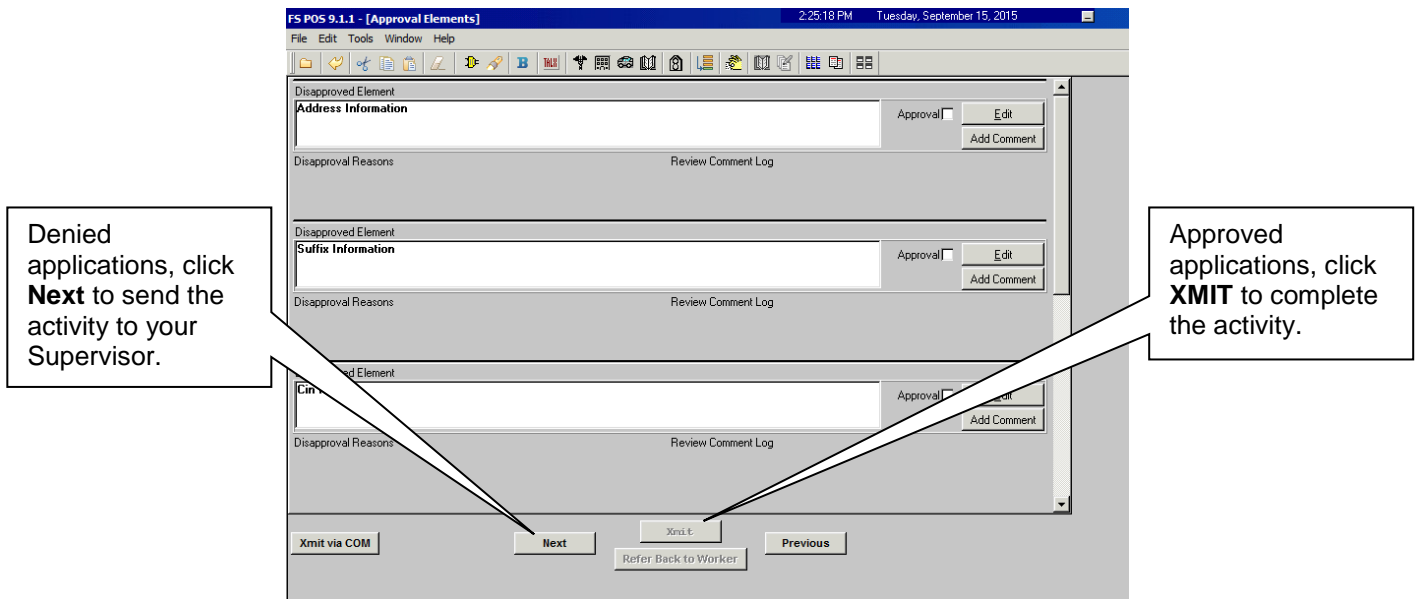 FS POS 9.1.1 - [Approval Elements] 2:25:18 PM Tuesday, September 15, 2015
File Edit Tools Window Help
B TALX
Disapproved Element
Address Information
Approval Edit
Add Comment
Disapproval Reasons Review Comment Log
Disapproved Element
Suffix Information
Approval Edit
Add Comment
Disapproval Reasons Review Comment Log
Element
Cin
Approval Edit
Add Comment
Disapproval Reasons Review Comment Log
Xmit via COM Next Xmit Previous
Refer Back to Worker
Denied
applications, click
Next to send the
activity to your
Supervisor.
Approved
applications, click
XMIT to complete
the activity.